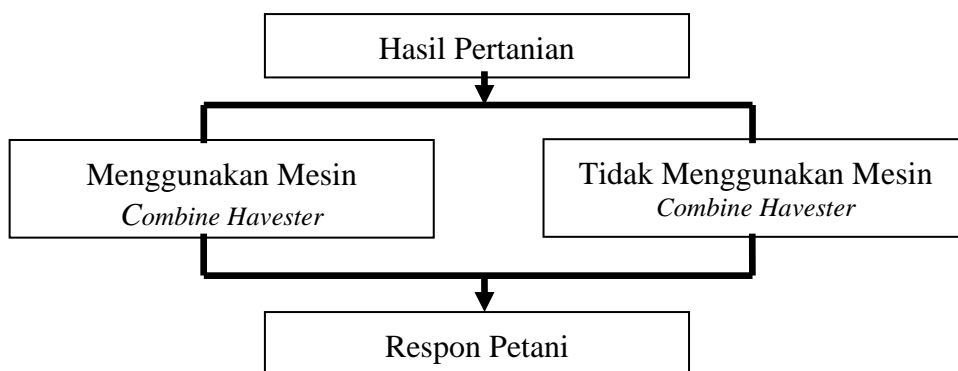 Hasil Pertanian
Menggunakan Mesin
Combine Havester
Tidak Menggunakan Mesin
Combine Havester
Respon Petani